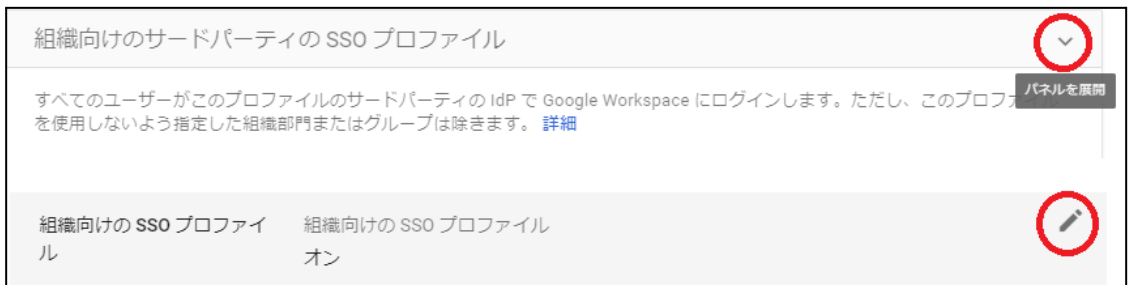 組織向けのサードパーティの SSO プロファイル
パネルを展開
すべてのユーザーがこのプロファイルのサードパーティの IdP で Google Workspace にログインします。ただし、このプロファイル
を使用しないよう指定した組織部門またはグループは除きます。 詳細
組織向けの SSO プロファイ
ル
組織向けの SSO プロファイル
オン